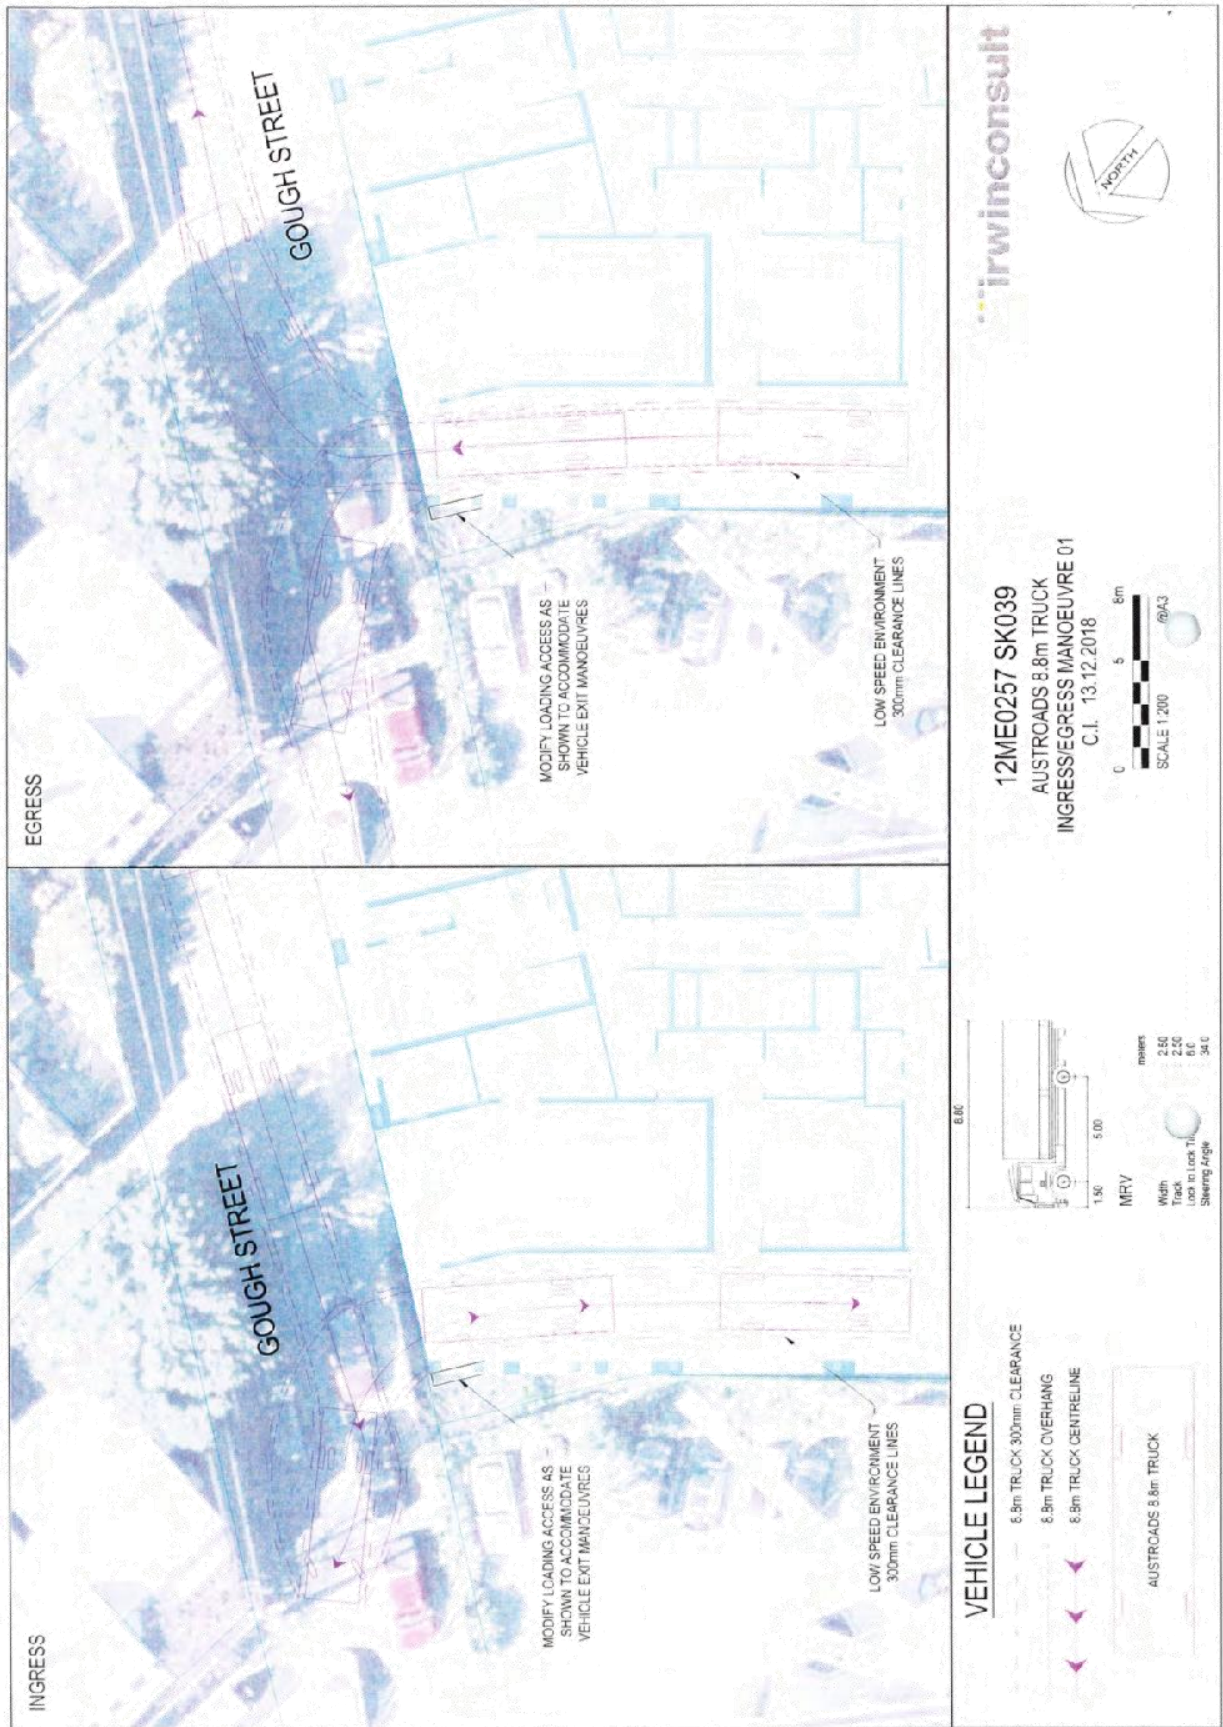 INGRESS
GOUGH STREET
MODIFY LOADING ACCESS AS
SHOWN TO ACCOMMODATE
VEHICLE EXIT MANOEUVRES
LOW SPEED ENVIRONMENT
300mm CLEARANCE LINES
EGRESS
GOUGH STREET
MODIFY LOADING ACCESS AS
SHOWN TO ACCOMMODATE
VEHICLE EXIT MANOEUVRES
LOW SPEED ENVIRONMENT
300mm CLEARANCE LINES
VEHICLE LEGEND
8.8m TRUCK 300mm CLEARANCE
8.8m TRUCK OVERHANG
8.8m TRUCK CENTRELINE
AUSTROADS 8.8m TRUCK
8.80
1.50 5.00
MRV
meters
Width : 2.50
Track : 2.50
Lock to Lock : 6.0
Steering Angle : 34.0
12ME0257 SK039
AUSTROADS 8.8m TRUCK
INGRESS/EGRESS MANOEUVRE 01
C.I. 13.12.2018
0 5 8m
SCALE 1:200 @A3
irwinconsult
NORTH